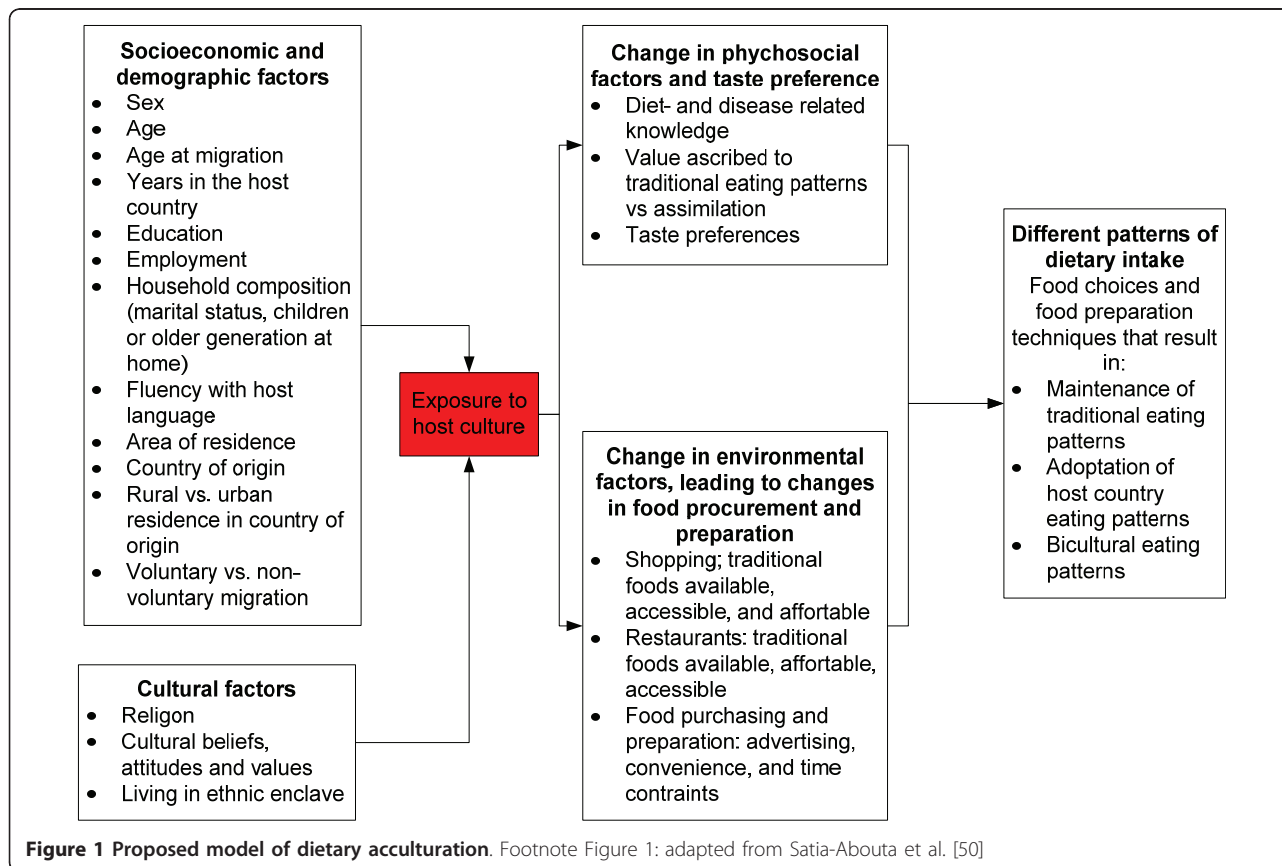 Socioeconomic and
demographic factors
• Sex
• Age
• Age at migration
• Years in the host
country
• Education
• Employment
• Household composition
(marital status, children
or older generation at
home)
• Fluency with host
language
• Area of residence
• Country of origin
• Rural vs. urban
residence in country of
origin
• Voluntary vs. non-
voluntary migration
Cultural factors
• Religon
• Cultural beliefs,
attitudes and values
• Living in ethnic enclave
Exposure to
host culture
Change in phychosocial
factors and taste preference
• Diet- and disease related
knowledge
• Value ascribed to
traditional eating patterns
vs assimilation
• Taste preferences
Change in environmental
factors, leading to changes
in food procurement and
preparation
• Shopping; traditional
foods available,
accessible, and affortable
• Restaurants: traditional
foods available, affortable,
accessible
• Food purchasing and
preparation: advertising,
convenience, and time
contraints
Different patterns of
dietary intake
Food choices and
food preparation
techniques that result
in:
• Maintenance of
traditional eating
patterns
• Adoptation of
host country
eating patterns
• Bicultural eating
patterns
Figure 1 Proposed model of dietary acculturation. Footnote Figure 1: adapted from Satia-Abouta et al. [50]